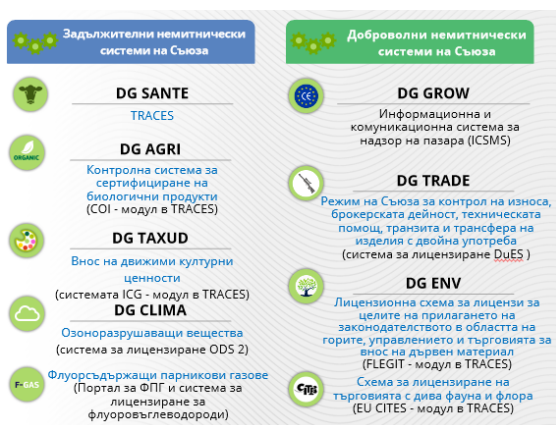 Задължителни немитнически
системи на Съюза
DG SANTE
TRACES
ORGANIC
DG AGRI
Контролна система за
сертифициране на
биологични продукти
(COI - модул в TRACES)
DG TAXUD
Внос на движими културни
ценности
(системата ICG - модул в TRACES)
DG CLIMA
Озоноразрушаващи вещества
(система за лицензиране ODS 2)
F-GAS
Флуорсъдържащи парникови газове
(Портал за ФПГ и система за
лицензиране за
флуоровъглеводороди)
Доброволни немитнически
системи на Съюза
CE
DG GROW
Информационна и
комуникационна система за
надзор на пазара (ICSMS)
DG TRADE
Режим на Съюза за контрол на износа,
брокерската дейност, техническата
помощ, транзита и трансфера на
изделия с двойна употреба
(система за лицензиране DuES )
DG ENV
Лицензионна схема за лицензи за
целите на прилагането на
законодателството в областта на
горите, управлението и търговията за
внос на дървен материал
(FLEGIT - модул в TRACES)
CITES
Схема за лицензиране на
търговията с дива фауна и флора
(EU CITES - модул в TRACES)